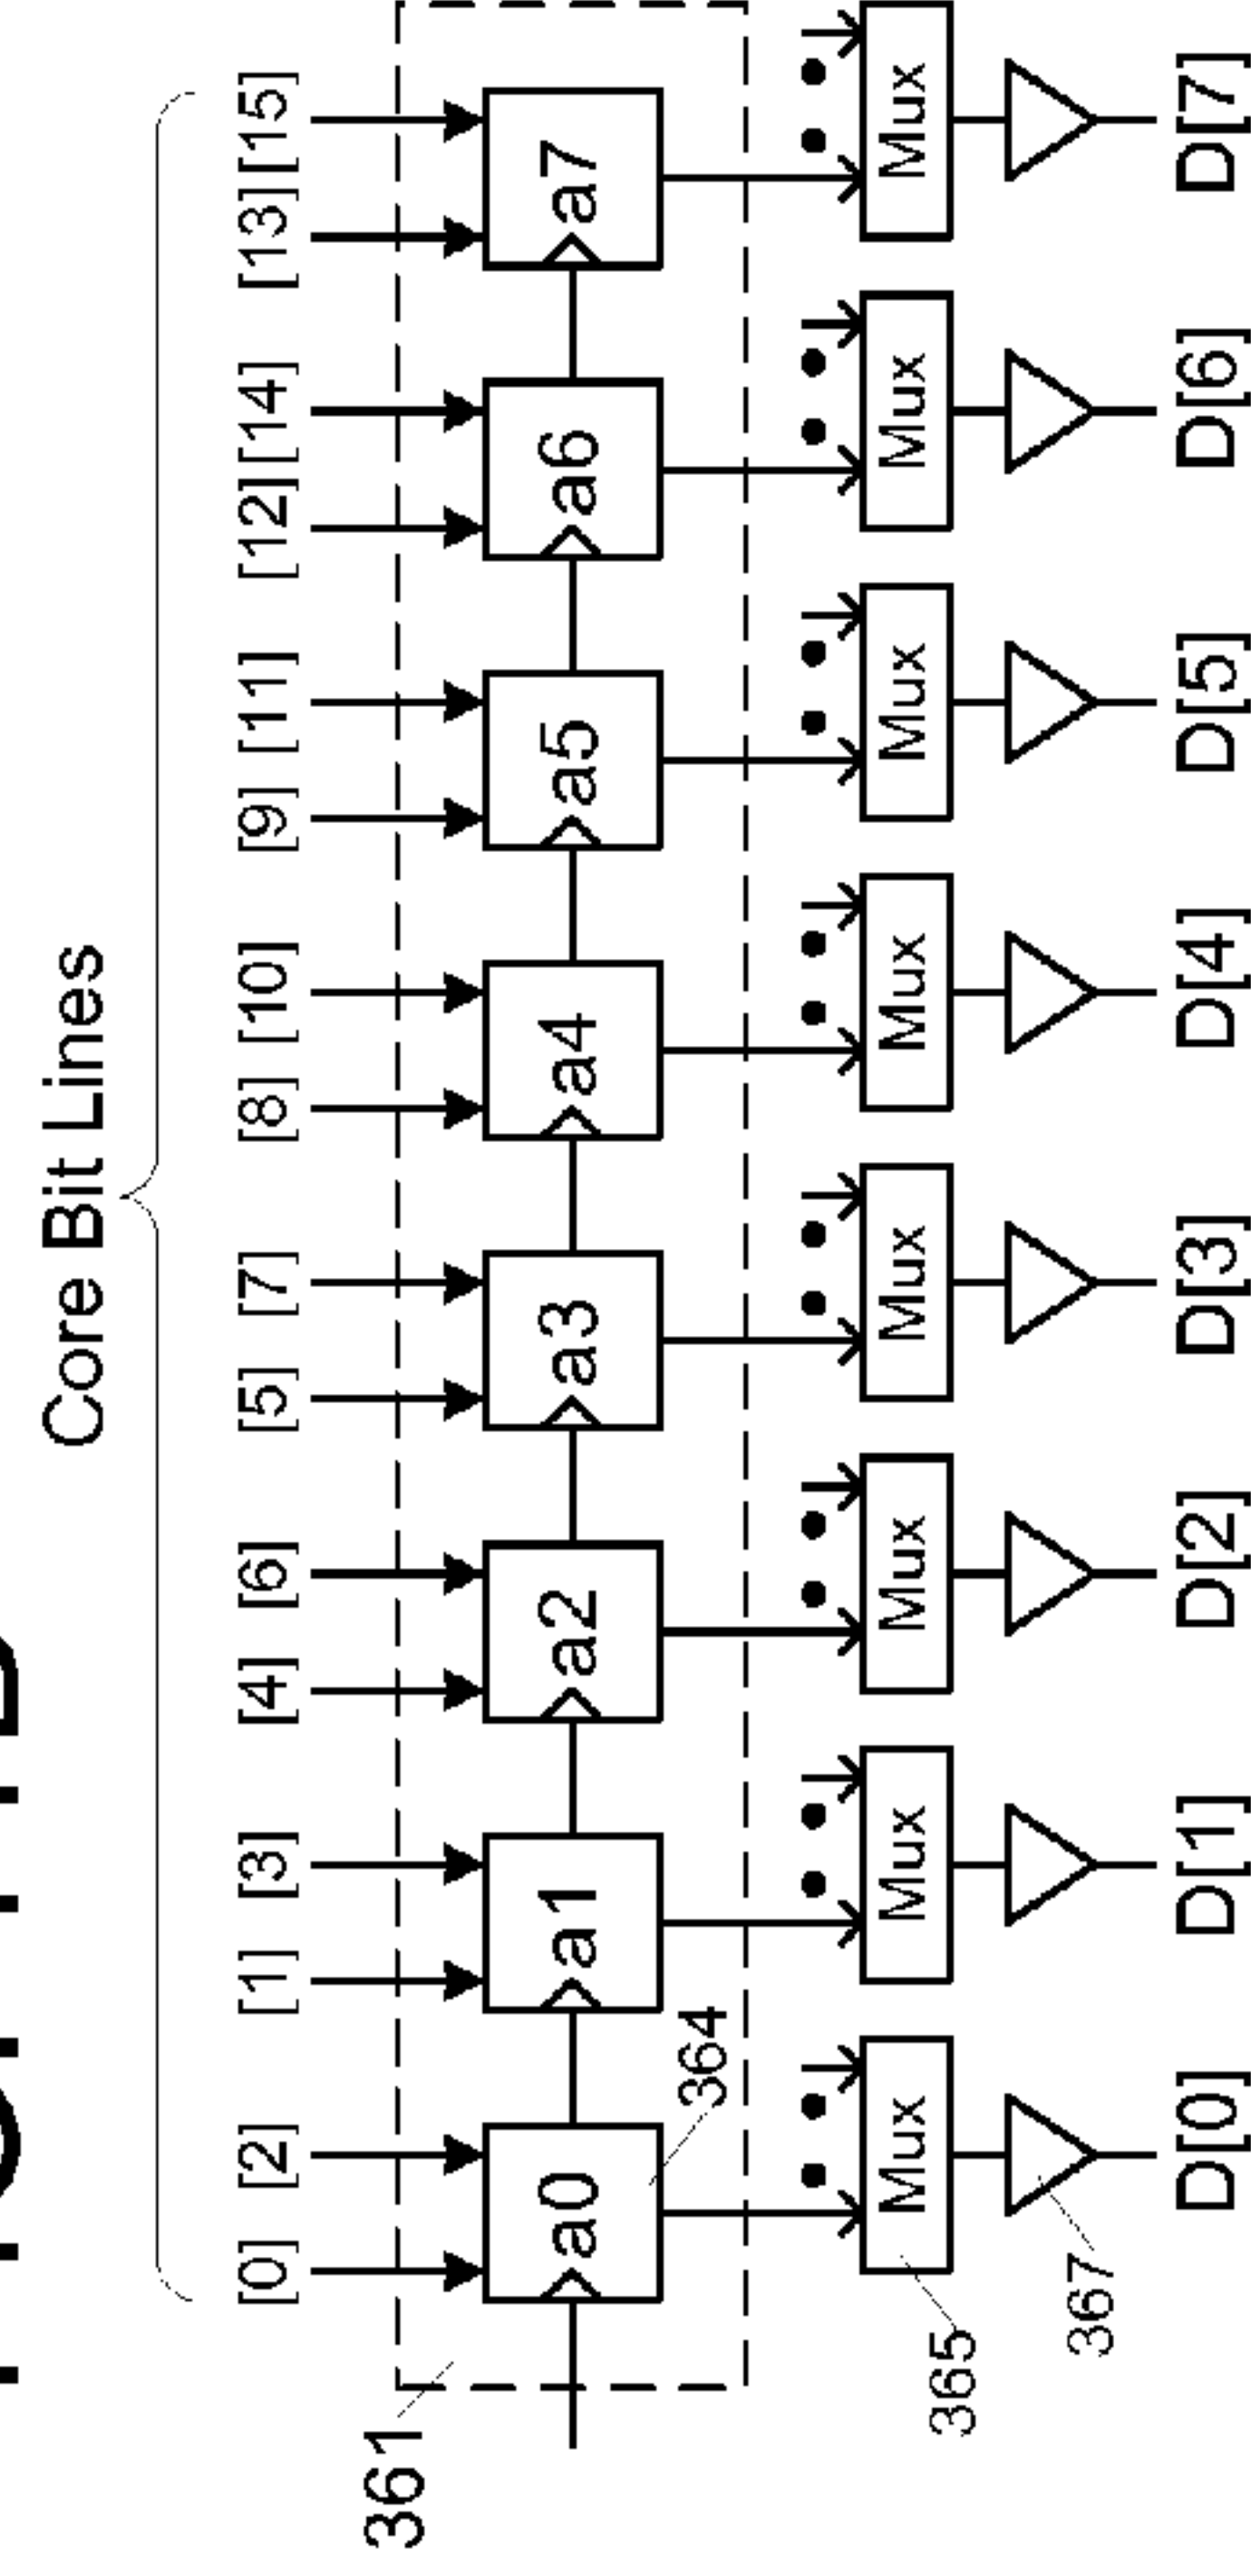 Core Bit Lines
[0] [2] [1] [3] [4] [6] [5] [7] [8] [10] [9] [11] [12] [14] [13] [15]
361
a0 a1 a2 a3 a4 a5 a6 a7
364
Mux Mux Mux Mux Mux Mux Mux Mux
365
367
D[0] D[1] D[2] D[3] D[4] D[5] D[6] D[7]